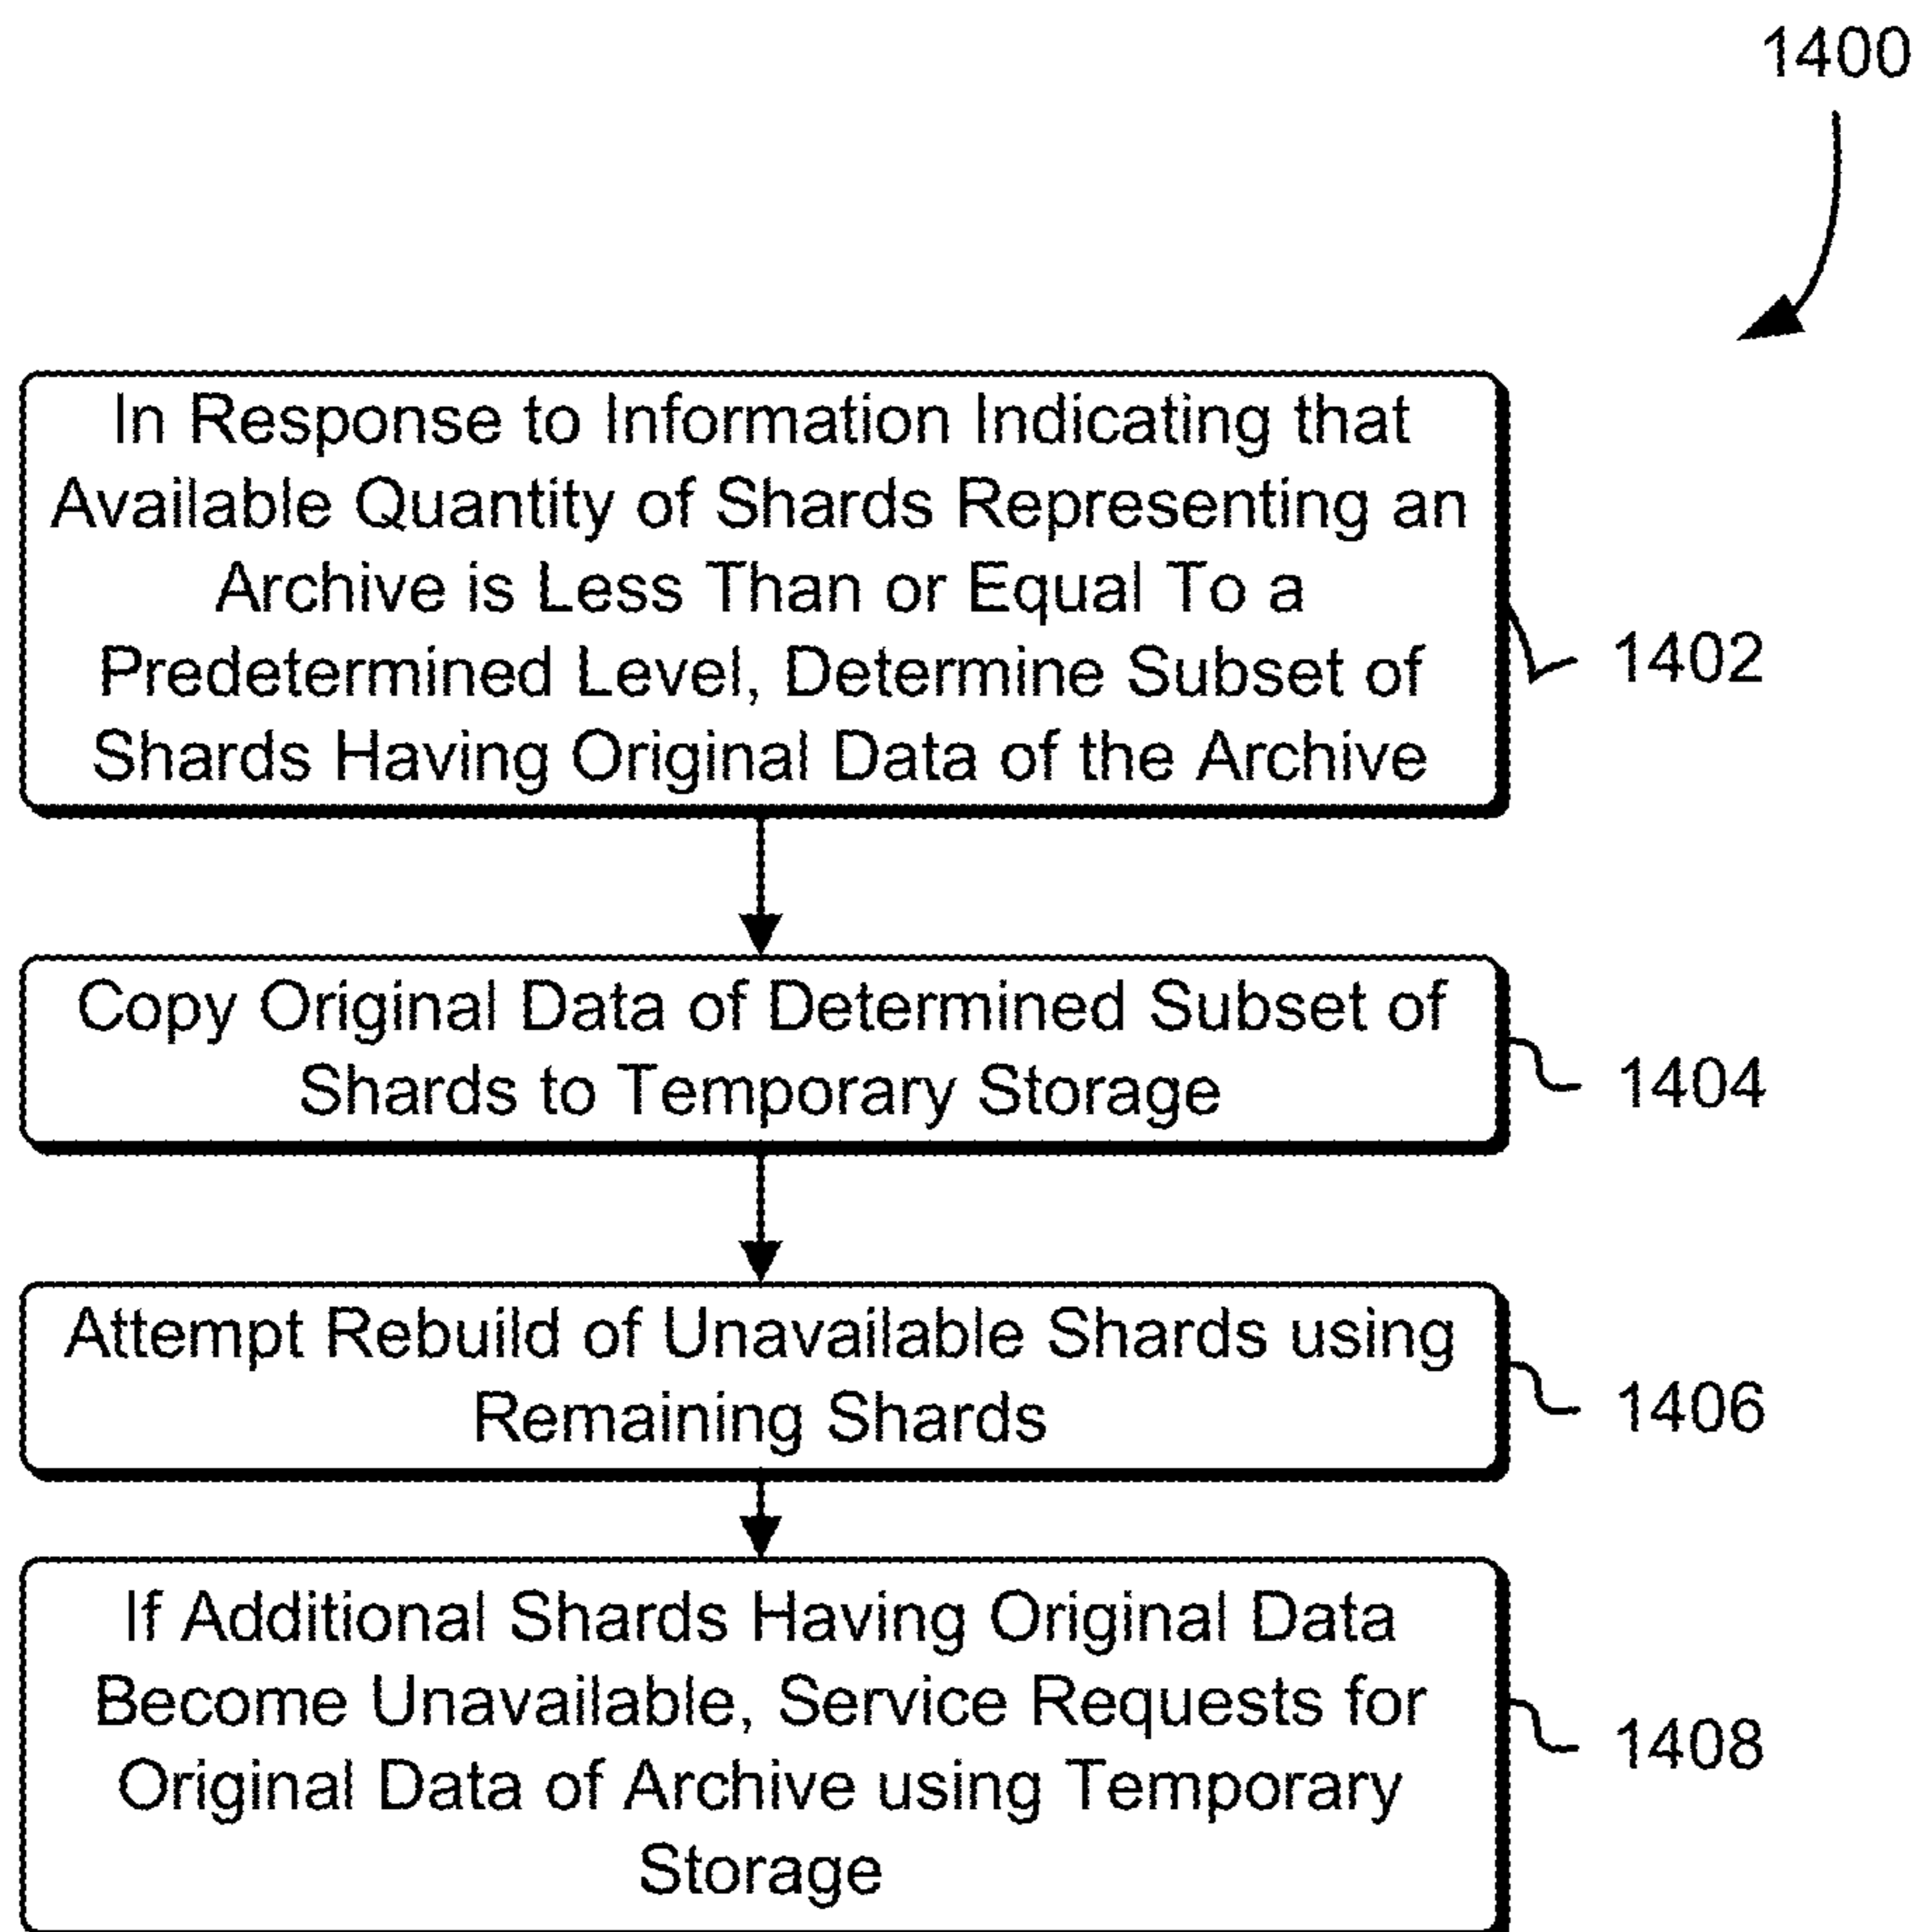 1400
In Response to Information Indicating that
Available Quantity of Shards Representing an
Archive is Less Than or Equal To a
Predetermined Level, Determine Subset of
Shards Having Original Data of the Archive
1402
Copy Original Data of Determined Subset of
Shards to Temporary Storage
1404
Attempt Rebuild of Unavailable Shards using
Remaining Shards
1406
If Additional Shards Having Original Data
Become Unavailable, Service Requests for
Original Data of Archive using Temporary
Storage
1408